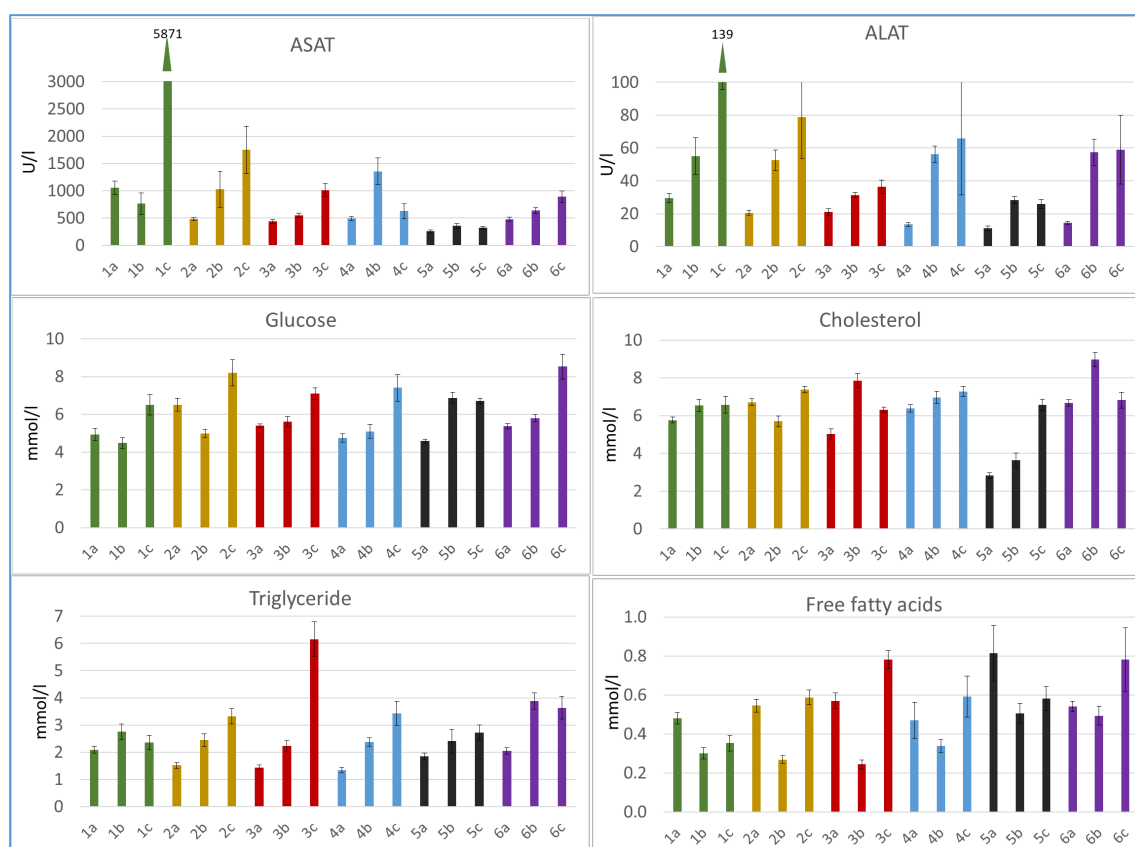 5871
ASAT
U/l
3000
2500
2000
1500
1000
500
0
1a 1b 1c 2a 2b 2c 3a 3b 3c 4a 4b 4c 5a 5b 5c 6a 6b 6c
139
ALAT
U/l
100
80
60
40
20
0
1a 1b 1c 2a 2b 2c 3a 3b 3c 4a 4b 4c 5a 5b 5c 6a 6b 6c
Glucose
mmol/l
10
8
6
4
2
0
1a 1b 1c 2a 2b 2c 3a 3b 3c 4a 4b 4c 5a 5b 5c 6a 6b 6c
Cholesterol
mmol/l
10
8
6
4
2
0
1a 1b 1c 2a 2b 2c 3a 3b 3c 4a 4b 4c 5a 5b 5c 6a 6b 6c
Triglyceride
mmol/l
7
6
5
4
3
2
1
0
1a 1b 1c 2a 2b 2c 3a 3b 3c 4a 4b 4c 5a 5b 5c 6a 6b 6c
Free fatty acids
mmol/l
1.0
0.8
0.6
0.4
0.2
0.0
1a 1b 1c 2a 2b 2c 3a 3b 3c 4a 4b 4c 5a 5b 5c 6a 6b 6c